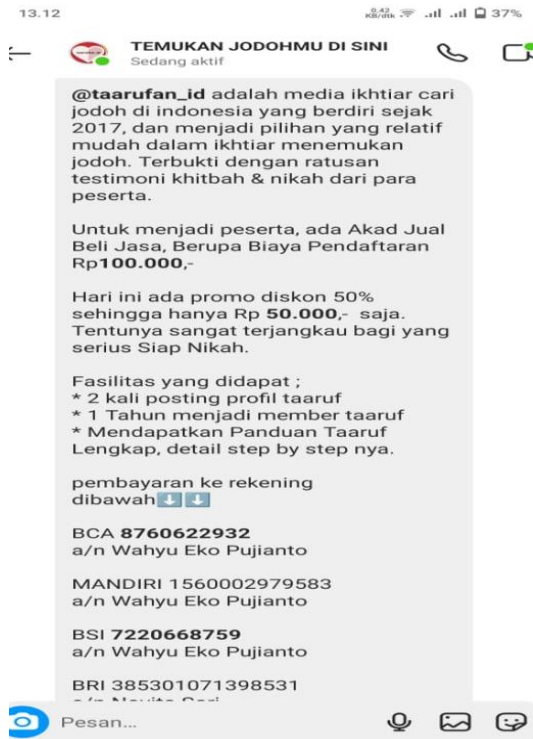 13.12
0,42
KB/dtk
37%
TEMUKAN JODOHMU DI SINI
Sedang aktif
@taarufan_id adalah media ikhtiar cari
jodoh di indonesia yang berdiri sejak
2017, dan menjadi pilihan yang relatif
mudah dalam ikhtiar menemukan
jodoh. Terbukti dengan ratusan
testimoni khitbah & nikah dari para
peserta.
Untuk menjadi peserta, ada Akad Jual
Beli Jasa, Berupa Biaya Pendaftaran
Rp100.000,-
Hari ini ada promo diskon 50%
sehingga hanya Rp 50.000,- saja.
Tentunya sangat terjangkau bagi yang
serius Siap Nikah.
Fasilitas yang didapat ;
* 2 kali posting profil taaruf
* 1 Tahun menjadi member taaruf
* Mendapatkan Panduan Taaruf
Lengkap, detail step by step nya.
pembayaran ke rekening
dibawah⬇️⬇️
BCA 8760622932
a/n Wahyu Eko Pujianto
MANDIRI 1560002979583
a/n Wahyu Eko Pujianto
BSI 7220668759
a/n Wahyu Eko Pujianto
BRI 385301071398531
Pesan...